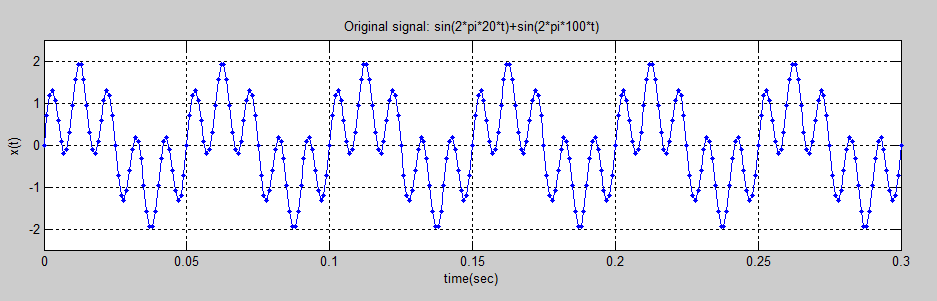 Original signal: sin(2*pi*20*t)+sin(2*pi*100*t)
2
1
0
-1
-2
x(t)
0 0.05 0.1 0.15 0.2 0.25 0.3
time(sec)